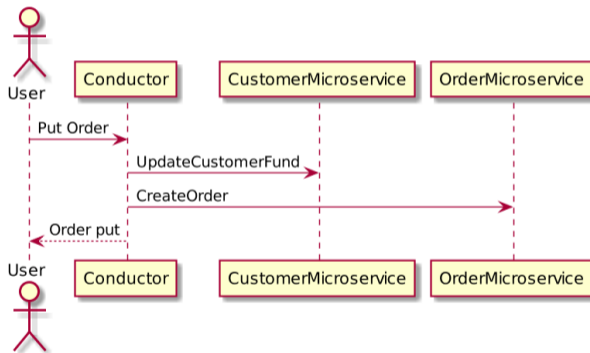 User
Conductor
CustomerMicroservice
OrderMicroservice
Put Order
UpdateCustomerFund
CreateOrder
Order put
User
Conductor
CustomerMicroservice
OrderMicroservice